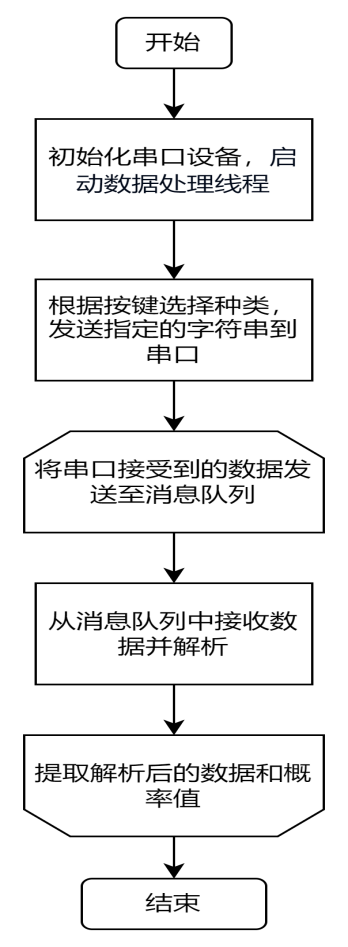 开始
初始化串口设备，启
动数据处理线程
根据按键选择种类，
发送指定的字符串到
串口
将串口接受到的数据发
送至消息队列
从消息队列中接收数
据并解析
提取解析后的数据和概
率值
结束